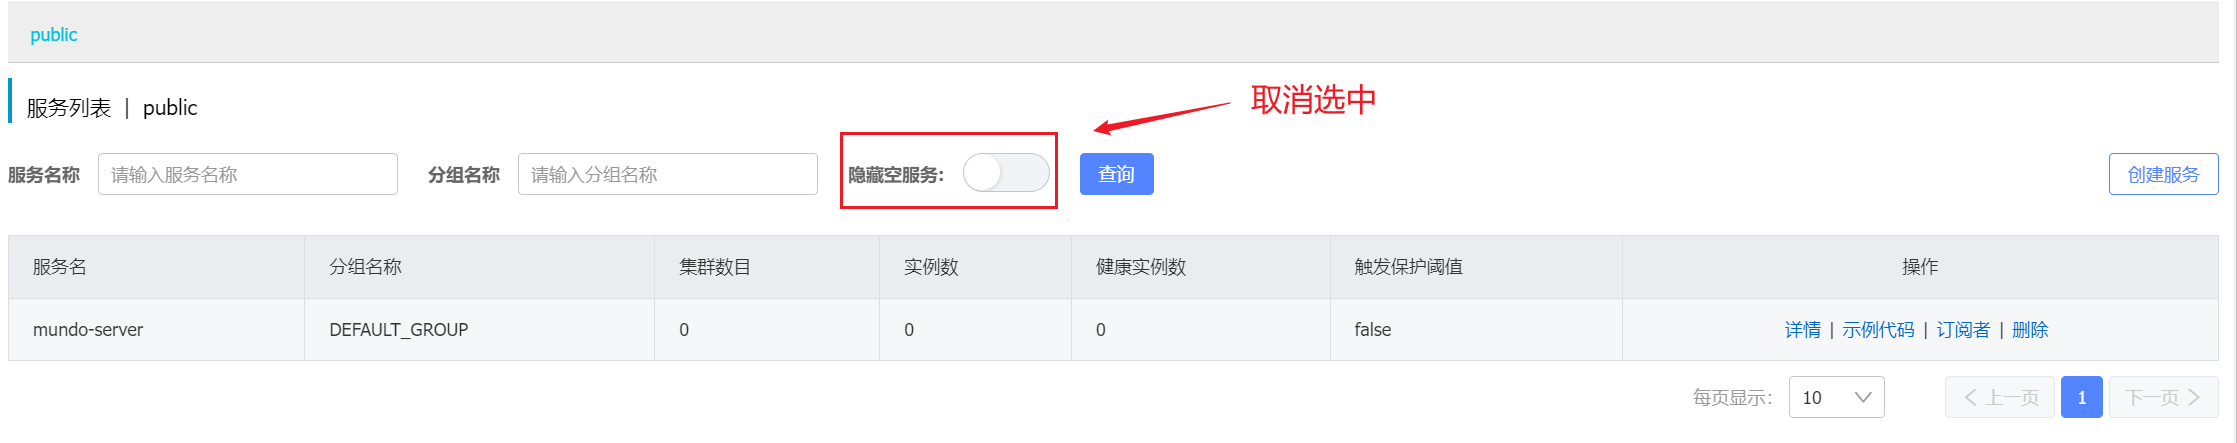 public
服务列表 | public
取消选中
服务名称 请输入服务名称 分组名称 请输入分组名称 隐藏空服务: 查询 创建服务
服务名 分组名称 集群数目 实例数 健康实例数 触发保护阈值 操作
mundo-server DEFAULT_GROUP 0 0 0 false 详情 | 示例代码 | 订阅者 | 删除
每页显示: 10 上一页 1 下一页